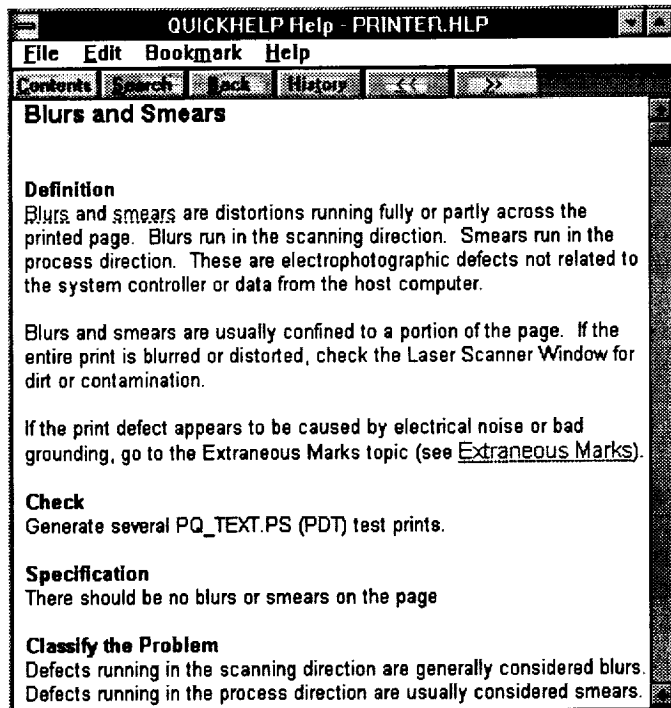 QUICKHELP Help - PRINTER.HLP
File Edit Bookmark Help
Contents Search Back History << >>
Blurs and Smears
Definition
Blurs and smears are distortions running fully or partly across the
printed page. Blurs run in the scanning direction. Smears run in the
process direction. These are electrophotographic defects not related to
the system controller or data from the host computer.
Blurs and smears are usually confined to a portion of the page. If the
entire print is blurred or distorted, check the Laser Scanner Window for
dirt or contamination.
If the print defect appears to be caused by electrical noise or bad
grounding, go to the Extraneous Marks topic (see Extraneous Marks).
Check
Generate several PQ_TEXT.PS (PDT) test prints.
Specification
There should be no blurs or smears on the page
Classify the Problem
Defects running in the scanning direction are generally considered blurs.
Defects running in the process direction are usually considered smears.